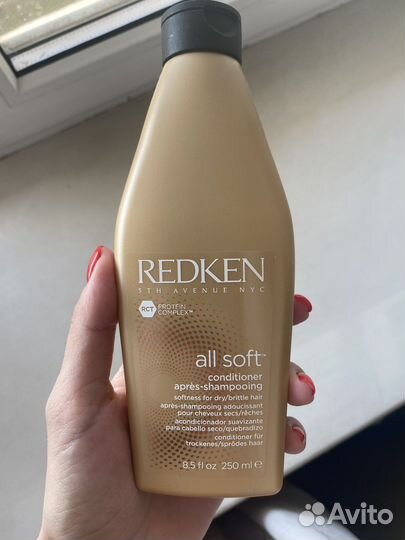 REDKEN
5TH AVENUE NYC
RCT PROTEIN
COMPLEX™
all soft™
conditioner
après-shampooing
softness for dry/brittle hair
après-shampooing adoucissant
pour cheveux secs/rêches
acondicionador suavizante
para cabello seco/quebradizo
conditioner für
trockenes/sprödes haar
8.5 fl oz 250 ml e
Avito